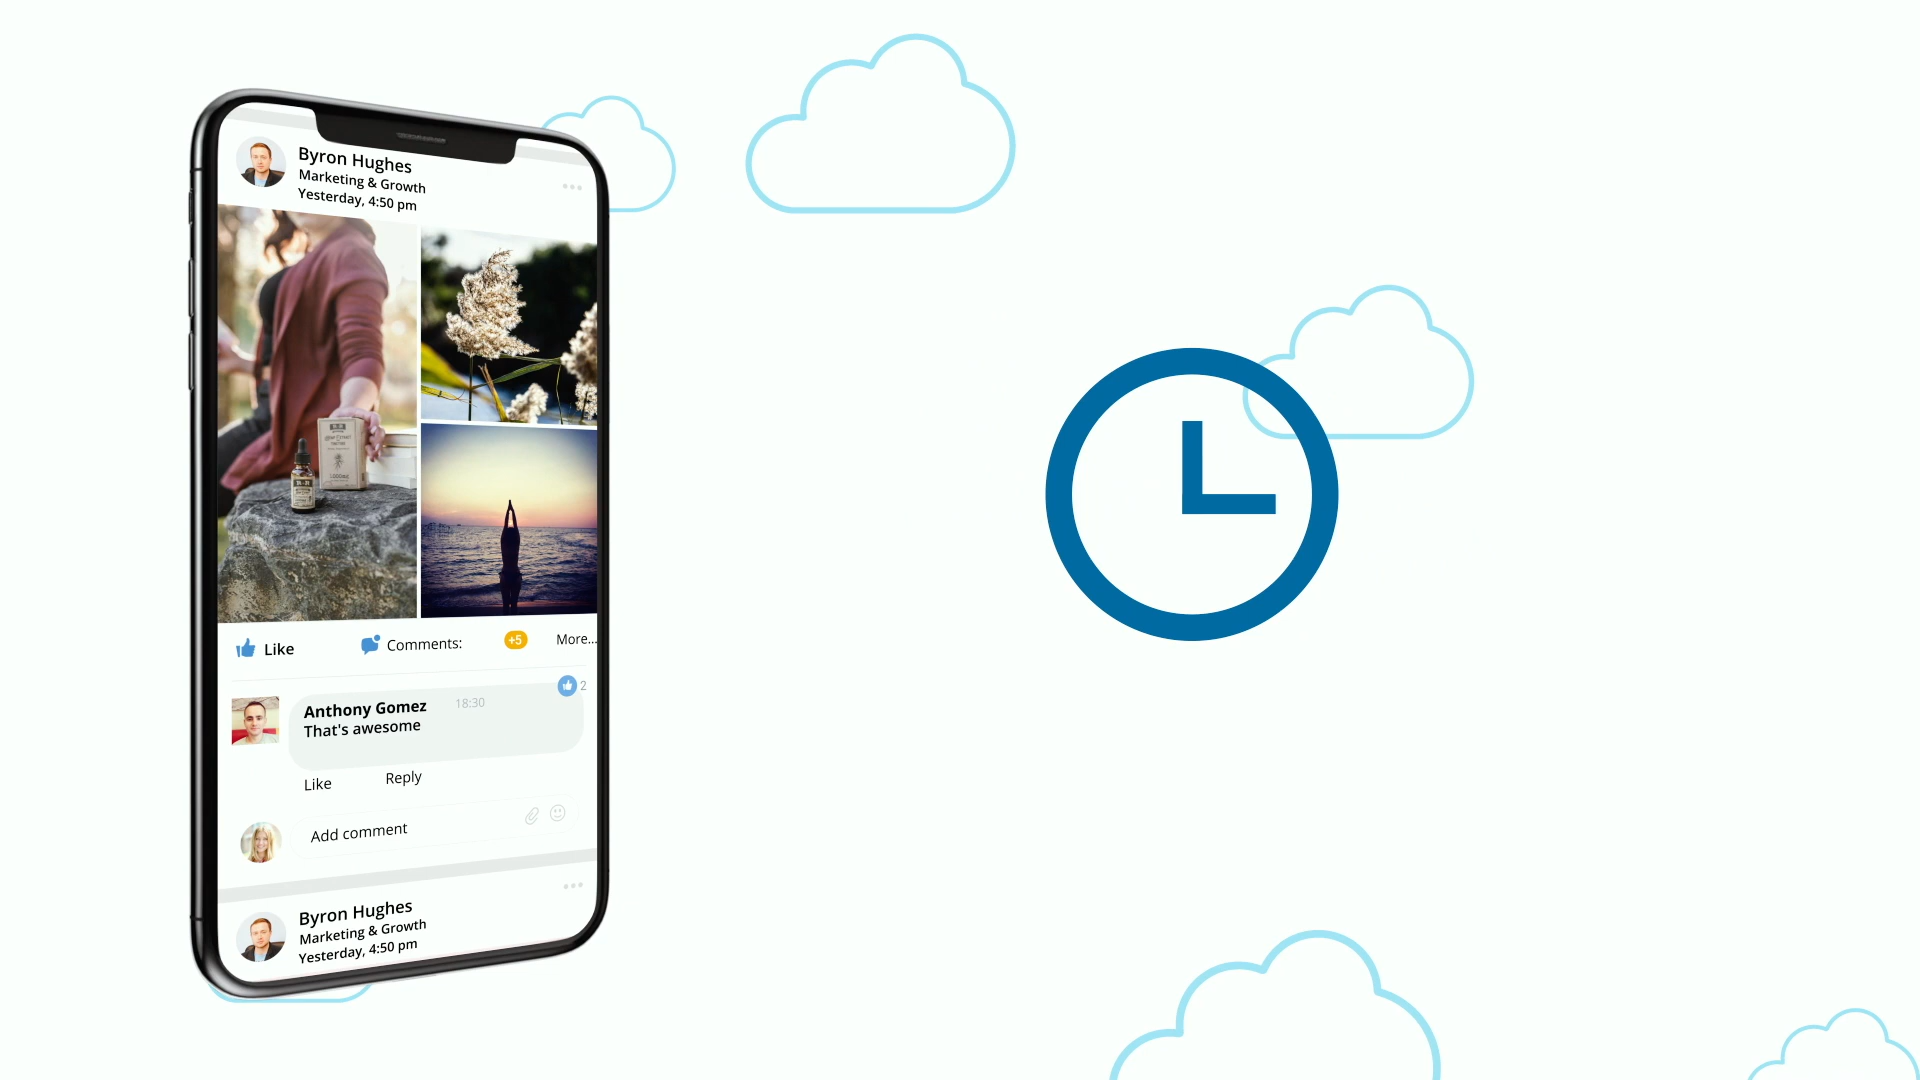 Byron Hughes
Marketing & Growth
Yesterday, 4:50 pm
1000mg
Like
Comments:
+5
More...
2
Anthony Gomez
18:30
That's awesome
Like
Reply
Add comment
Byron Hughes
Marketing & Growth
Yesterday, 4:50 pm